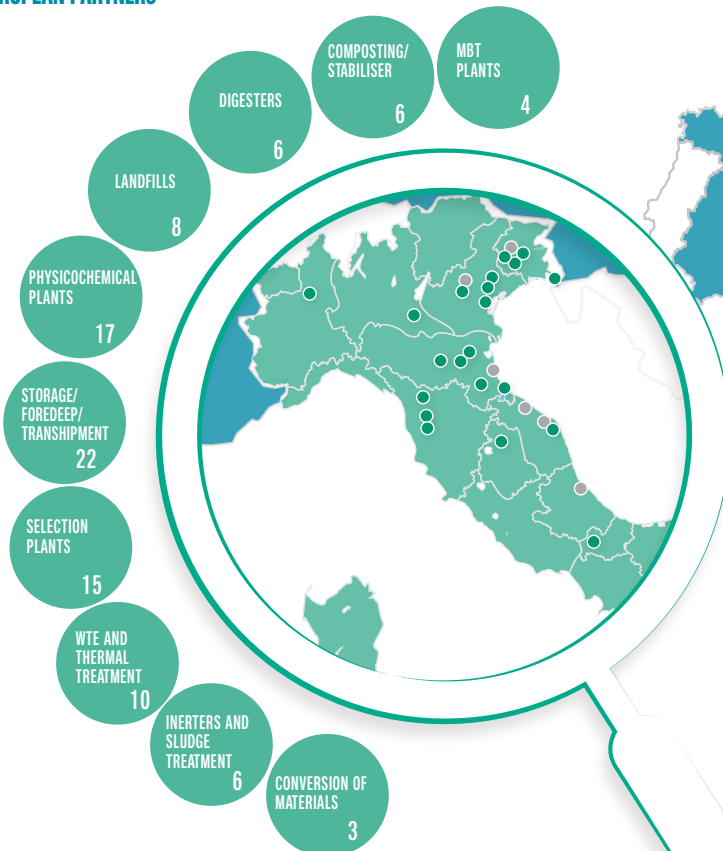 COMPOSTING/
STABILISER
6
MBT
PLANTS
4
DIGESTERS
6
LANDFILLS
8
PHYSICOCHEMICAL
PLANTS
17
STORAGE/
FOREDEEP/
TRANSHIPMENT
22
SELECTION
PLANTS
15
WTE AND
THERMAL
TREATMENT
10
INERTERS AND
SLUDGE
TREATMENT
6
CONVERSION OF
MATERIALS
3